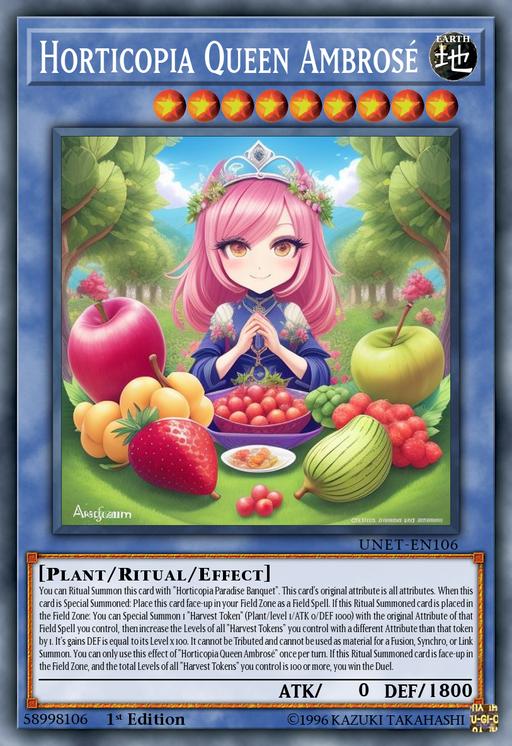 HORTICOPIA QUEEN AMBROSÉ
EARTH
地
UNET-EN106
[PLANT/RITUAL/EFFECT]
You can Ritual Summon this card with "Horticopia Paradise Banquet". This card's original attribute is all attributes. When this
card is Special Summoned: Place this card face-up in your Field Zone as a Field Spell. If this Ritual Summoned card is placed in
the Field Zone: You can Special Summon 1 "Harvest Token" (Plant/level 1/ATK 0/DEF 1000) with the original Attribute of that
Field Spell you control, then increase the Levels of all "Harvest Tokens" you control with a different Attribute than that token
by 1. It's gains DEF is equal to its Level x 100. It cannot be Tributed and cannot be used as material for a Fusion, Synchro, or Link
Summon. You can only use this effect of "Horticopia Queen Ambrosé" once per turn. If this Ritual Summoned card is face-up in
the Field Zone, and the total Levels of all "Harvest Tokens" you control is 100 or more, you win the Duel.
ATK/ 0 DEF/1800
58998106 1st Edition ©1996 KAZUKI TAKAHASHI